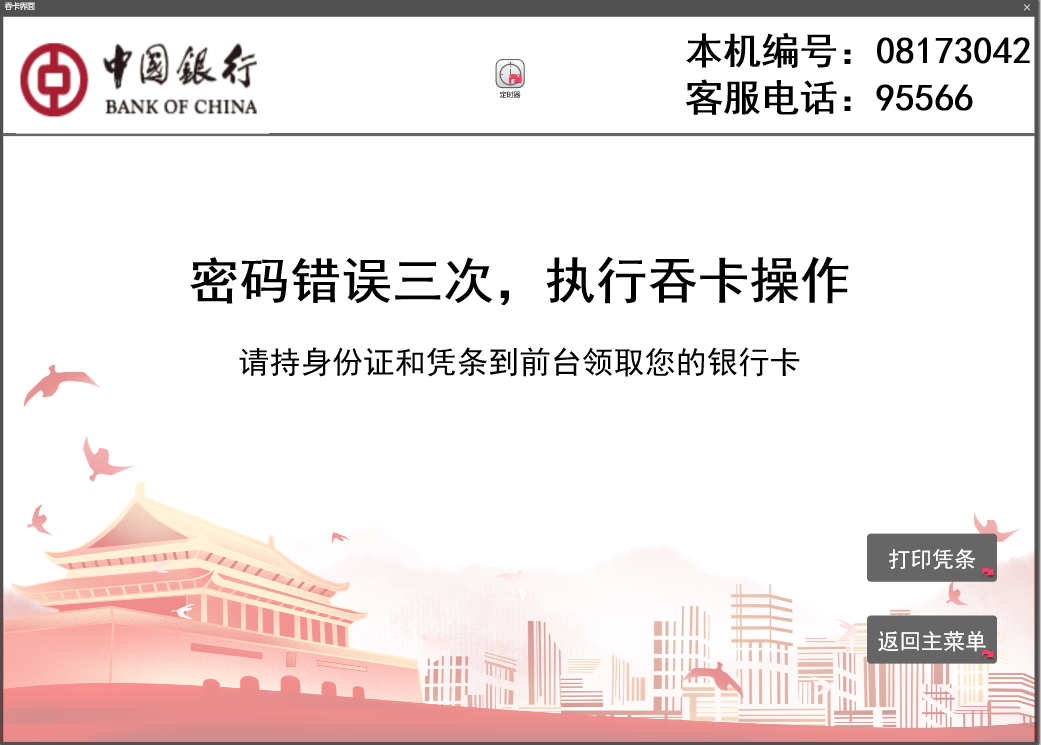 吞卡界面
中國銀行
BANK OF CHINA
定时器
本机编号：08173042
客服电话：95566
密码错误三次，执行吞卡操作
请持身份证和凭条到前台领取您的银行卡
打印凭条
返回主菜单